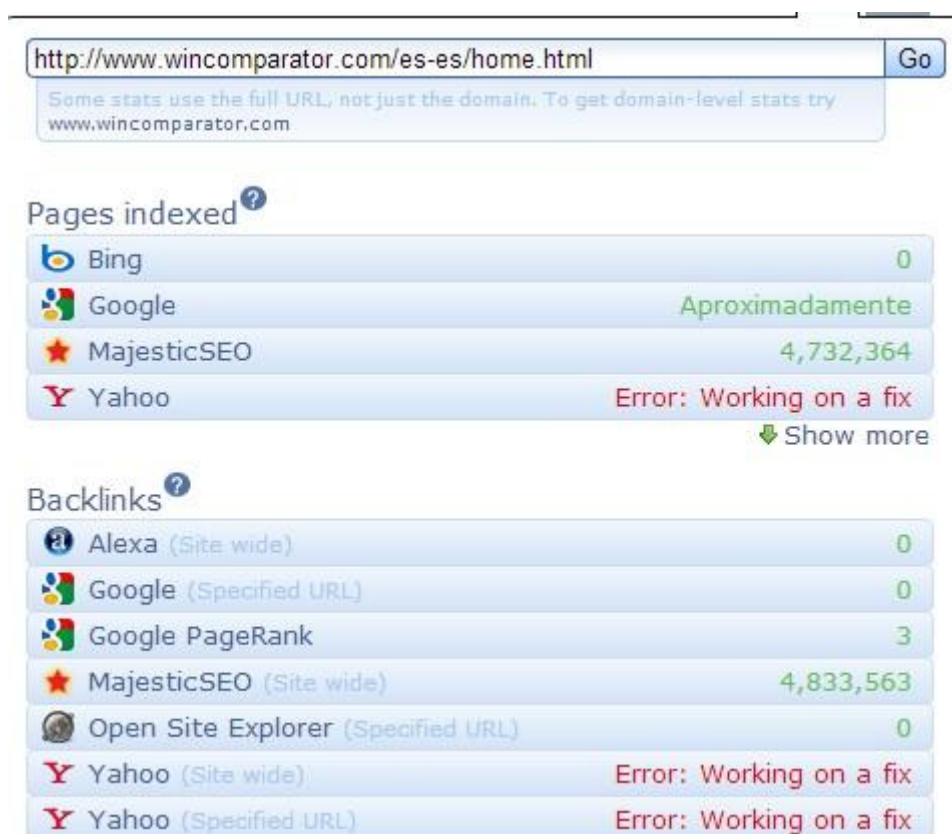 http://www.wincomparator.com/es-es/home.html Go
Some stats use the full URL, not just the domain. To get domain-level stats try
www.wincomparator.com
Pages indexed ?
Bing 0
Google Aproximadamente
MajesticSEO 4,732,364
Yahoo Error: Working on a fix
Show more
Backlinks ?
Alexa (Site wide) 0
Google (Specified URL) 0
Google PageRank 3
MajesticSEO (Site wide) 4,833,563
Open Site Explorer (Specified URL) 0
Yahoo (Site wide) Error: Working on a fix
Yahoo (Specified URL) Error: Working on a fix